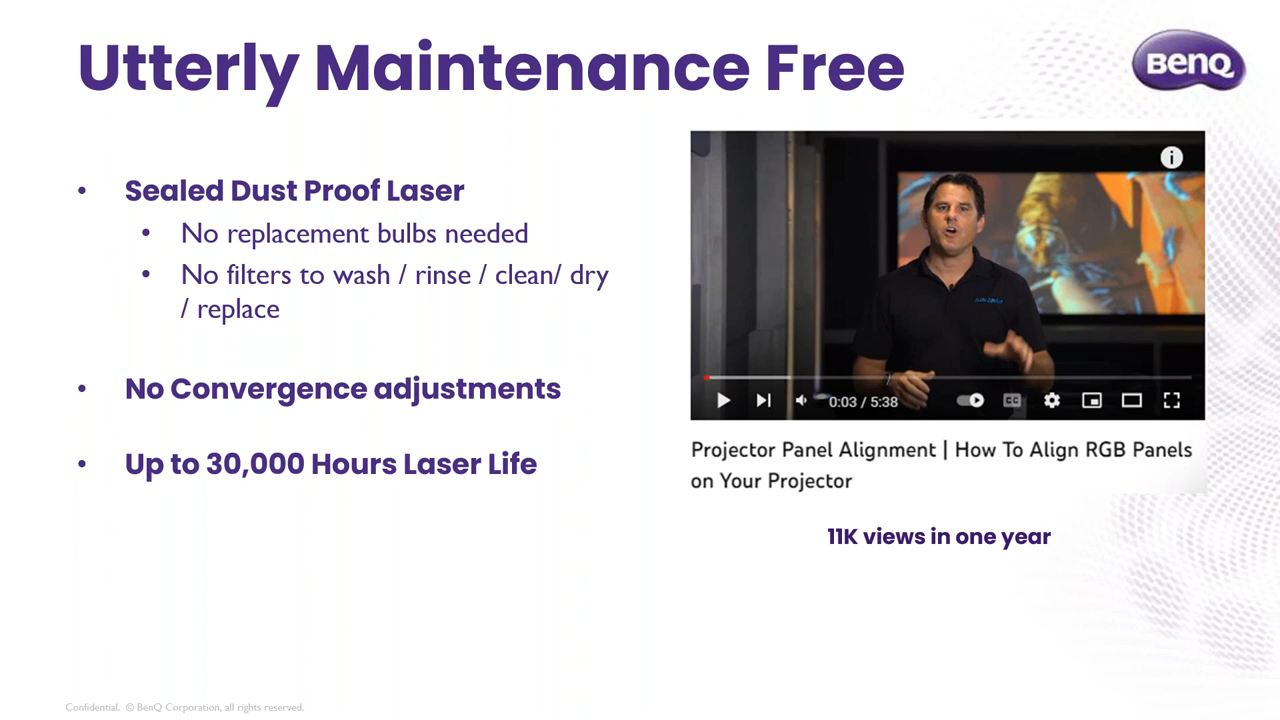 Utterly Maintenance Free
BenQ
• Sealed Dust Proof Laser
• No replacement bulbs needed
• No filters to wash / rinse / clean/ dry
/ replace
• No Convergence adjustments
• Up to 30,000 Hours Laser Life
i
0:03 / 5:38
CC
Projector Panel Alignment | How To Align RGB Panels
on Your Projector
11K views in one year
Confidential. © BenQ Corporation, all rights reserved.